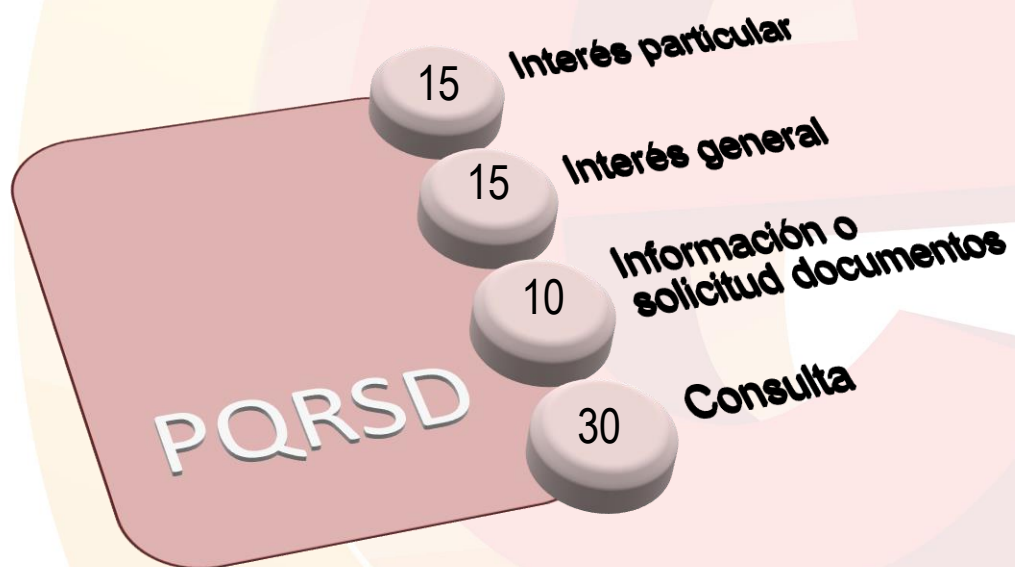 15
Interés particular
15
Interés general
10
Información o
solicitud documentos
30
Consulta
PQRSD